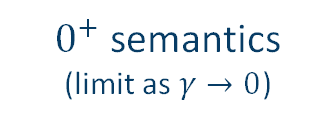 0⁺ semantics
(limit as γ → 0)